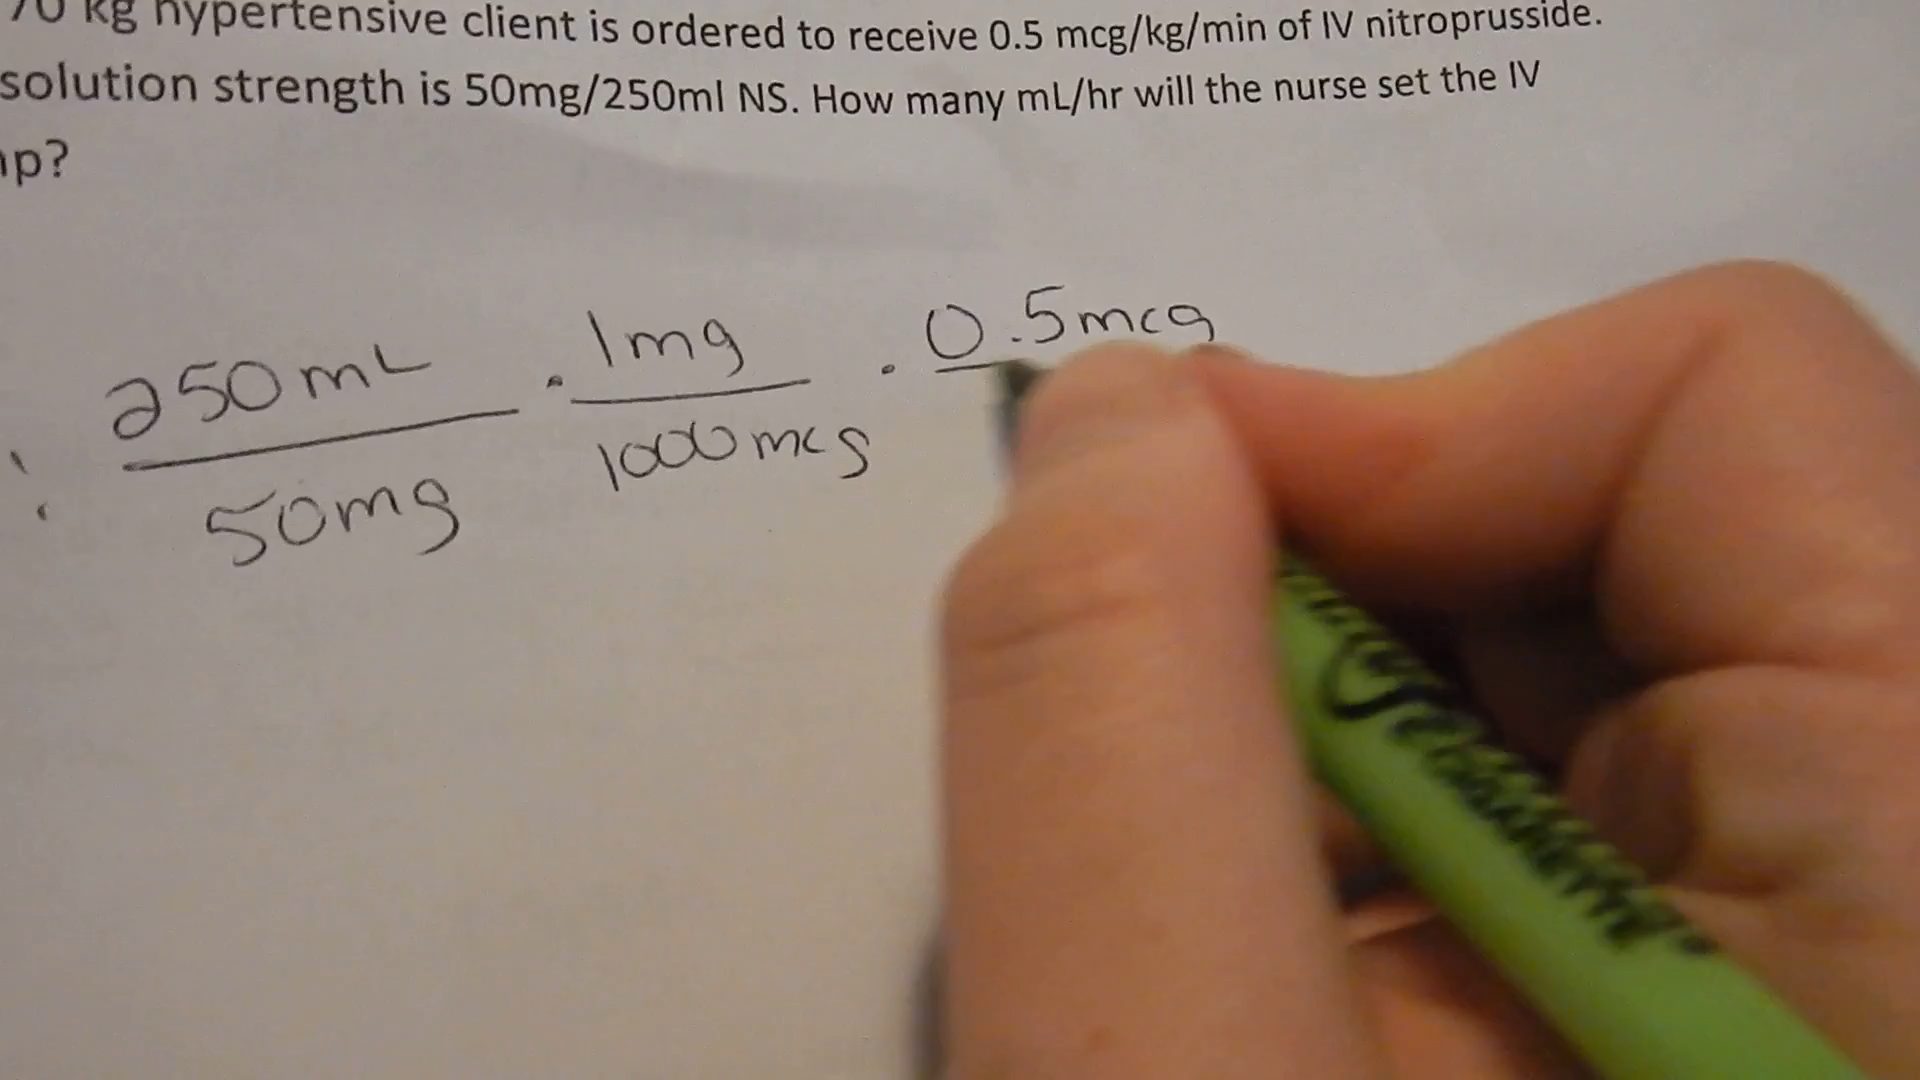 70 kg hypertensive client is ordered to receive 0.5 mcg/kg/min of IV nitroprusside.
solution strength is 50mg/250ml NS. How many mL/hr will the nurse set the IV
p?
250mL . 1mg . 0.5mcg
50mg 1000mcg